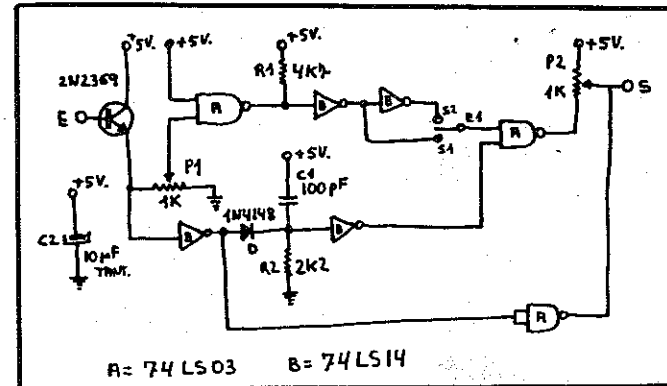 +5V.
+5V.
+5V.
+5V.
2N2369
R1
4K7
P2
1K
E
A
B
B
S2
S1
E1
A
S
P1
1K
+5V.
C1
100pF
+5V.
C2
10µF
TANT.
1N4148
B
D
B
R2
2K2
A
A= 74LS03
B= 74LS14